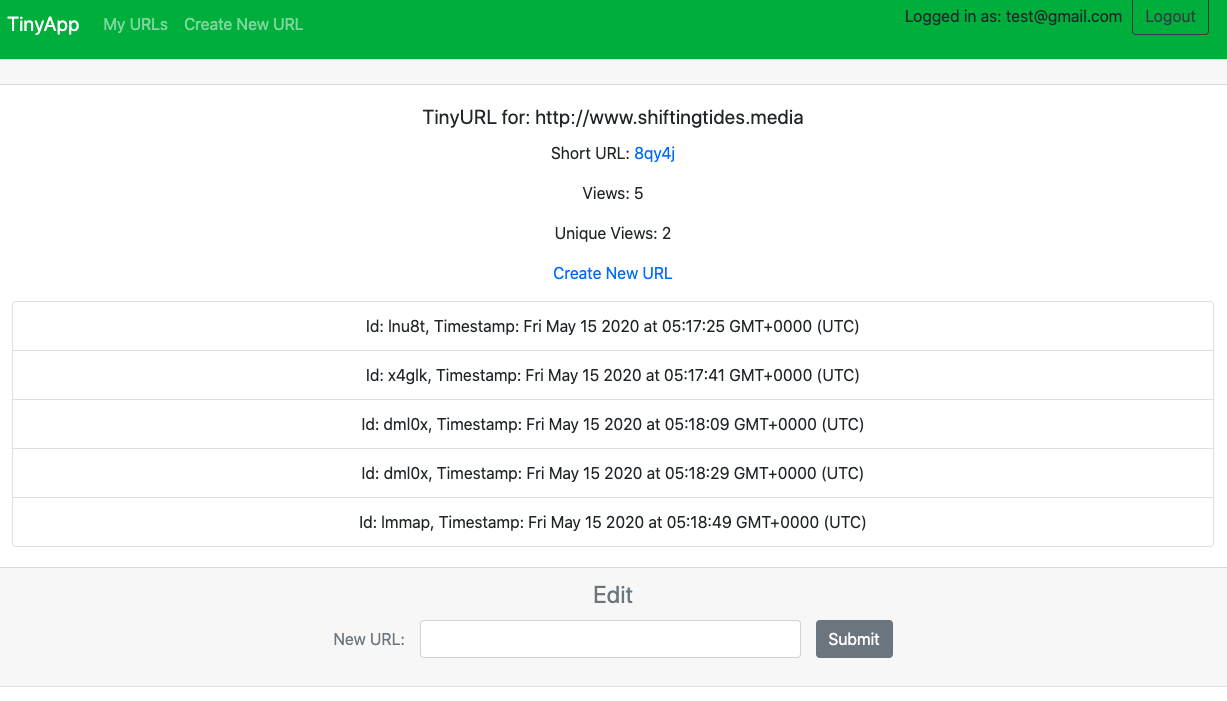 TinyApp My URLs Create New URL Logged in as: test@gmail.com Logout
TinyURL for: http://www.shiftingtides.media
Short URL: 8qy4j
Views: 5
Unique Views: 2
Create New URL
Id: lnu8t, Timestamp: Fri May 15 2020 at 05:17:25 GMT+0000 (UTC)
Id: x4glk, Timestamp: Fri May 15 2020 at 05:17:41 GMT+0000 (UTC)
Id: dml0x, Timestamp: Fri May 15 2020 at 05:18:09 GMT+0000 (UTC)
Id: dml0x, Timestamp: Fri May 15 2020 at 05:18:29 GMT+0000 (UTC)
Id: lmmap, Timestamp: Fri May 15 2020 at 05:18:49 GMT+0000 (UTC)
Edit
New URL: Submit